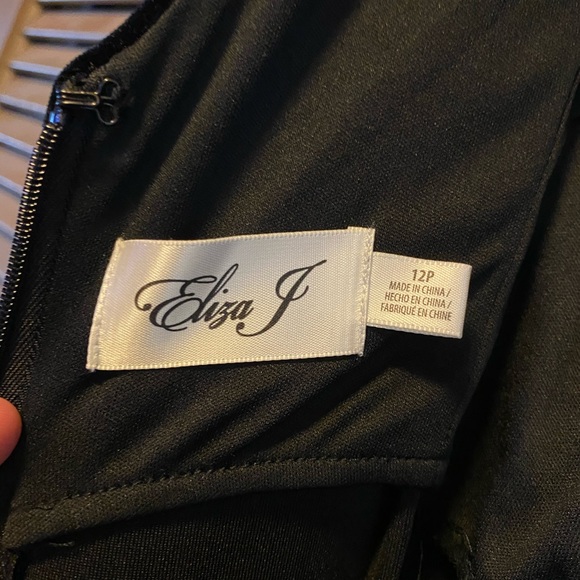 Eliza J
12P
MADE IN CHINA /
HECHO EN CHINA /
FABRIQUÉ EN CHINE